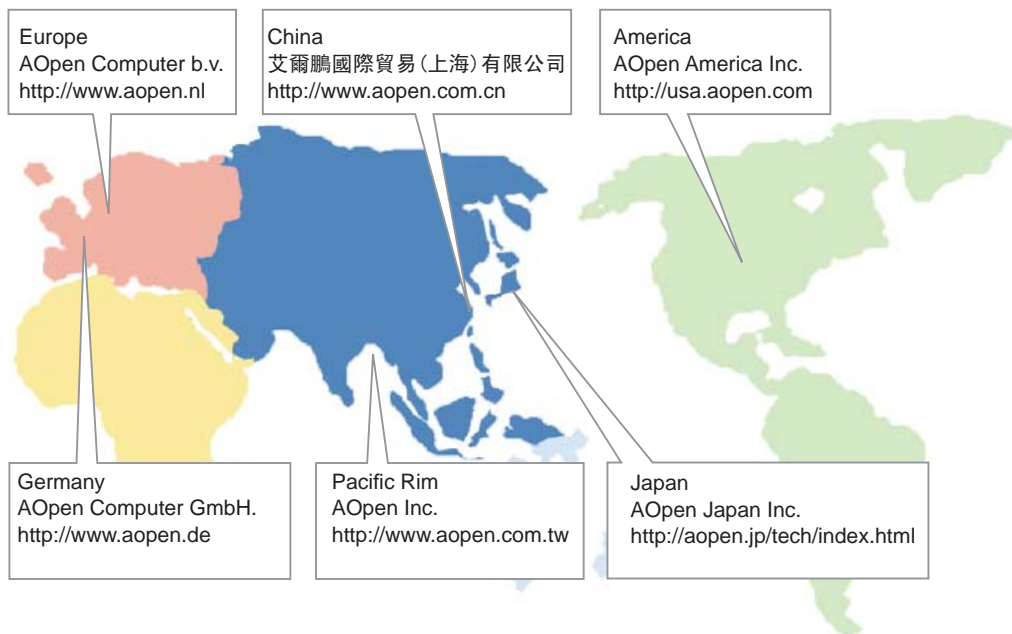 Europe
AOpen Computer b.v.
http://www.aopen.nl
China
艾爾鵬國際貿易(上海)有限公司
http://www.aopen.com.cn
America
AOpen America Inc.
http://usa.aopen.com
Germany
AOpen Computer GmbH.
http://www.aopen.de
Pacific Rim
AOpen Inc.
http://www.aopen.com.tw
Japan
AOpen Japan Inc.
http://aopen.jp/tech/index.html